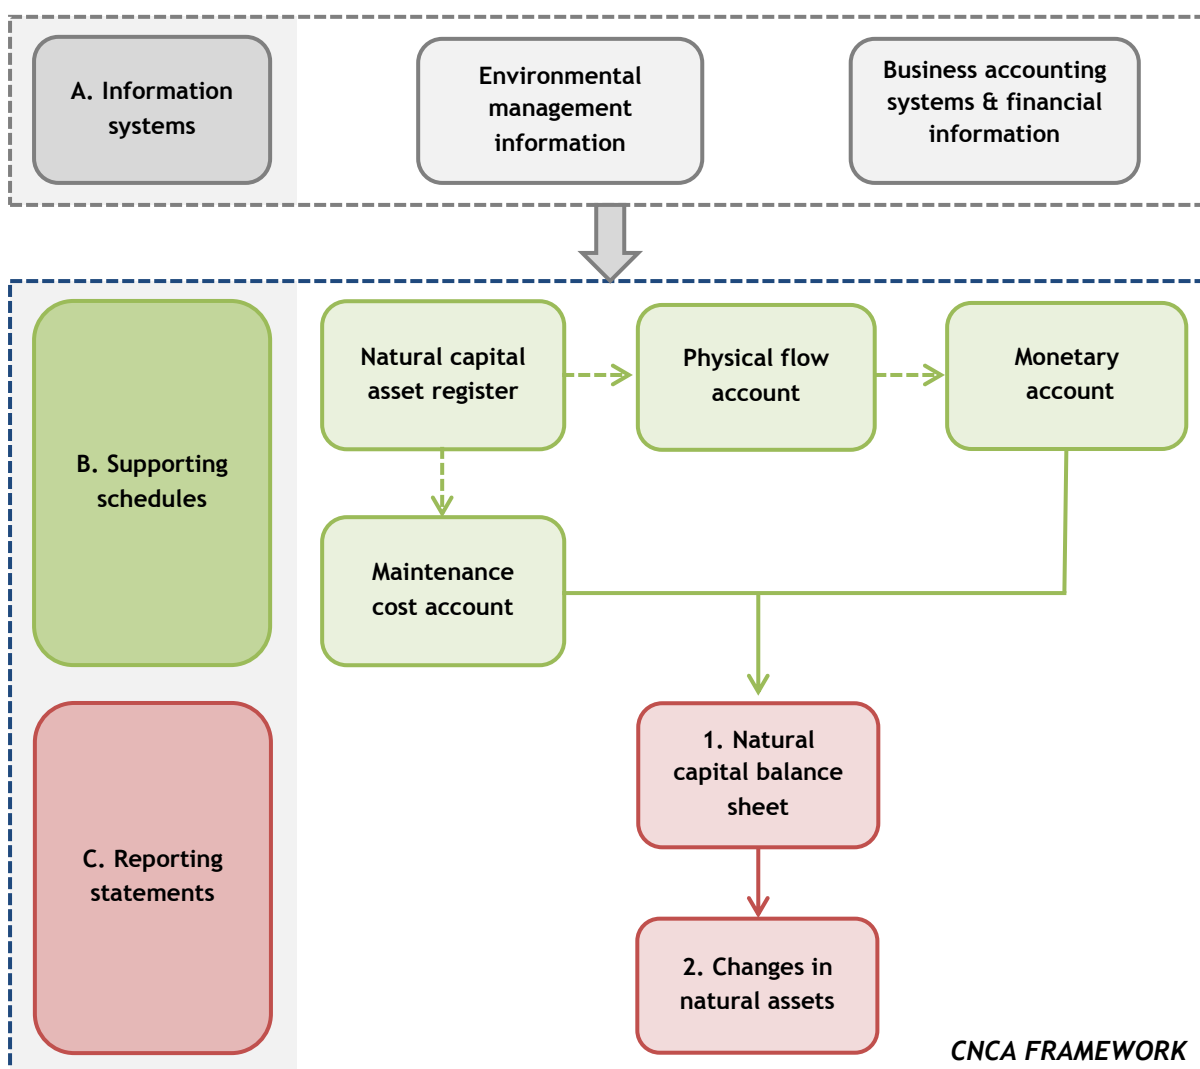 A. Information
systems
Environmental
management
information
Business accounting
systems & financial
information
B. Supporting
schedules
Natural capital
asset register
Physical flow
account
Monetary
account
Maintenance
cost account
C. Reporting
statements
1. Natural
capital balance
sheet
2. Changes in
natural assets
CNCA FRAMEWORK